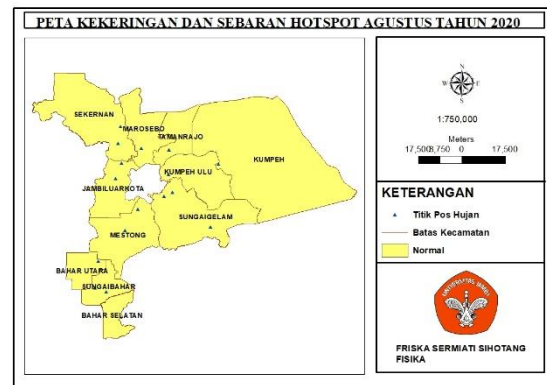 PETA KEKERINGAN DAN SEBARAN HOTSPOT AGUSTUS TAHUN 2020
SEKERNAN
MAROSEBO
TAMANRAJO
KUMPEH
KUMPEH ULU
JAMBILUARKOTA
SUNGAIGELAM
MESTONG
BAHAR UTARA
SUNGAIBAHAR
BAHAR SELATAN
N
W E
S
1:750,000
Meters
17,500 8,750 0 17,500
KETERANGAN
Titik Pos Hujan
Batas Kecamatan
Normal
FRISKA SERMIATI SIHOTANG
FISIKA